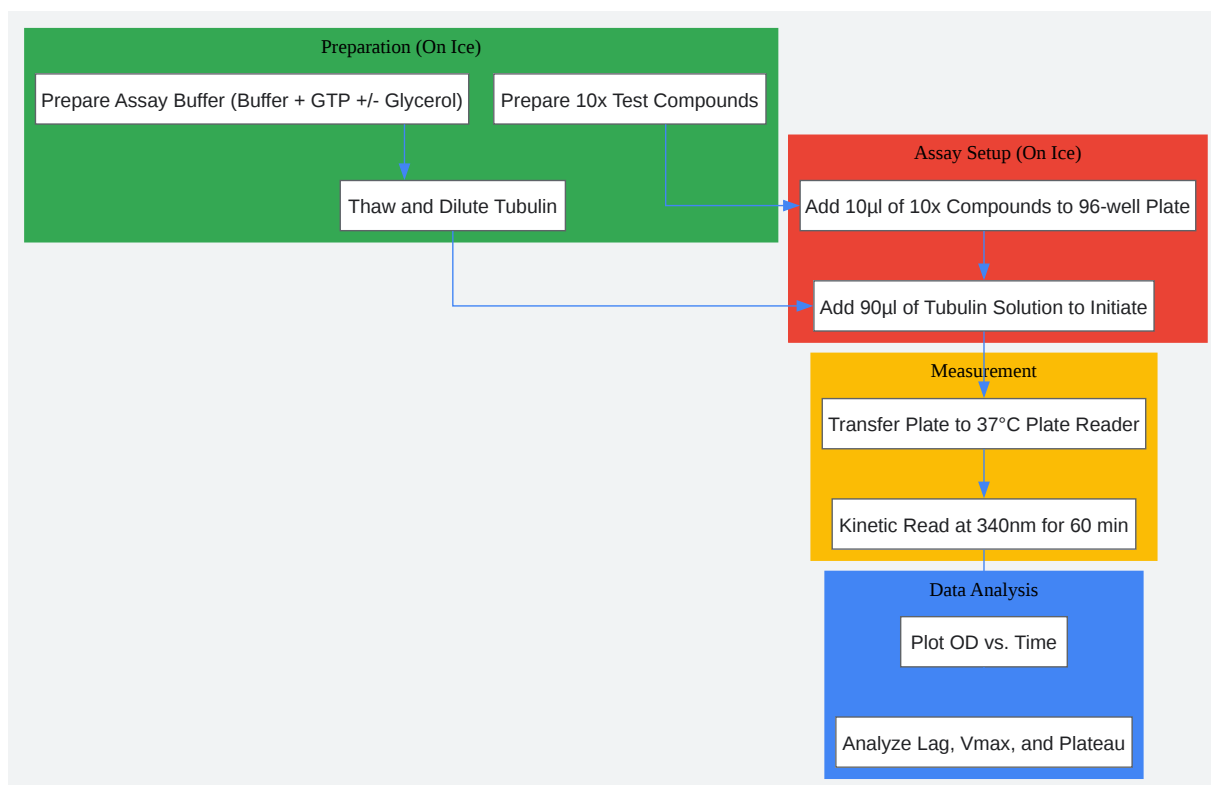 Preparation (On Ice)
Prepare Assay Buffer (Buffer + GTP +/- Glycerol)
Prepare 10x Test Compounds
Thaw and Dilute Tubulin
Assay Setup (On Ice)
Add 10µl of 10x Compounds to 96-well Plate
Add 90µl of Tubulin Solution to Initiate
Measurement
Transfer Plate to 37°C Plate Reader
Kinetic Read at 340nm for 60 min
Data Analysis
Plot OD vs. Time
Analyze Lag, Vmax, and Plateau